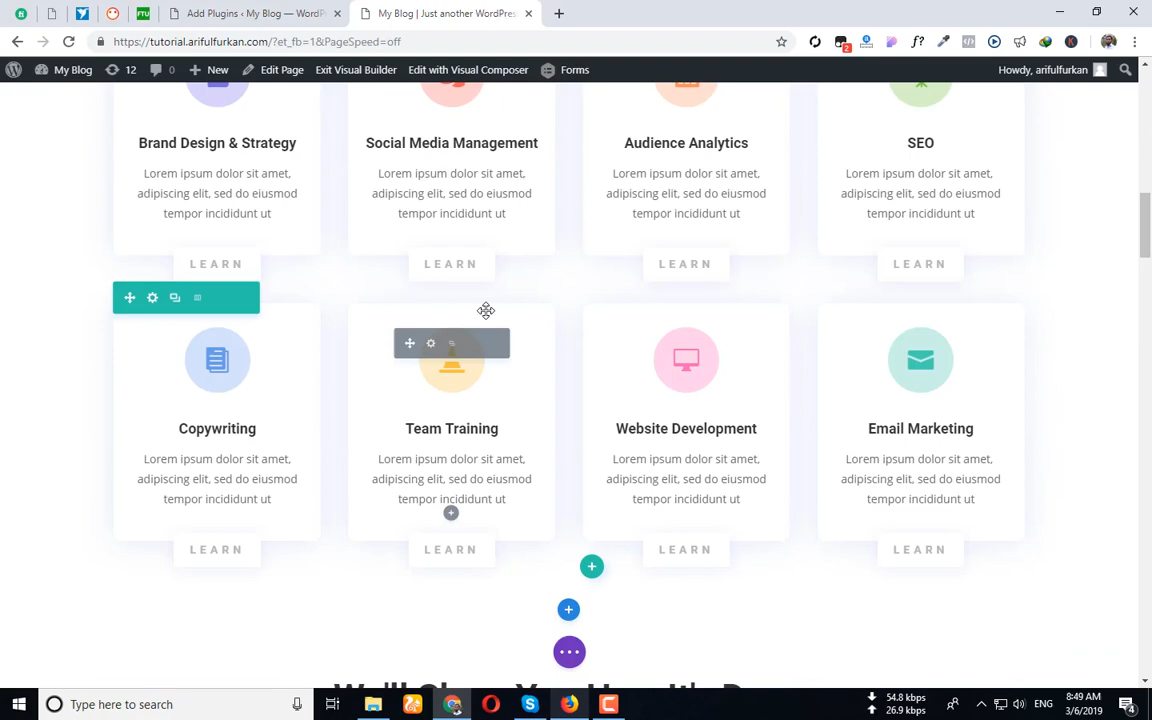 FTU
Add Plugins ‹ My Blog — WordP
My Blog | Just another WordPress
https://tutorial.arifulfurkan.com/?et_fb=1&PageSpeed=off
2
My Blog
12
0
New
Edit Page
Exit Visual Builder
Edit with Visual Composer
Forms
Howdy, arifulfurkan
Brand Design & Strategy
Lorem ipsum dolor sit amet,
adipiscing elit, sed do eiusmod
tempor incididunt ut
LEARN
Social Media Management
Lorem ipsum dolor sit amet,
adipiscing elit, sed do eiusmod
tempor incididunt ut
LEARN
Audience Analytics
Lorem ipsum dolor sit amet,
adipiscing elit, sed do eiusmod
tempor incididunt ut
LEARN
SEO
Lorem ipsum dolor sit amet,
adipiscing elit, sed do eiusmod
tempor incididunt ut
LEARN
Copywriting
Lorem ipsum dolor sit amet,
adipiscing elit, sed do eiusmod
tempor incididunt ut
LEARN
Team Training
Lorem ipsum dolor sit amet,
adipiscing elit, sed do eiusmod
tempor incididunt ut
LEARN
Website Development
Lorem ipsum dolor sit amet,
adipiscing elit, sed do eiusmod
tempor incididunt ut
LEARN
Email Marketing
Lorem ipsum dolor sit amet,
adipiscing elit, sed do eiusmod
tempor incididunt ut
LEARN
Type here to search
54.8 kbps
26.9 kbps
ENG
8:49 AM
3/6/2019
4